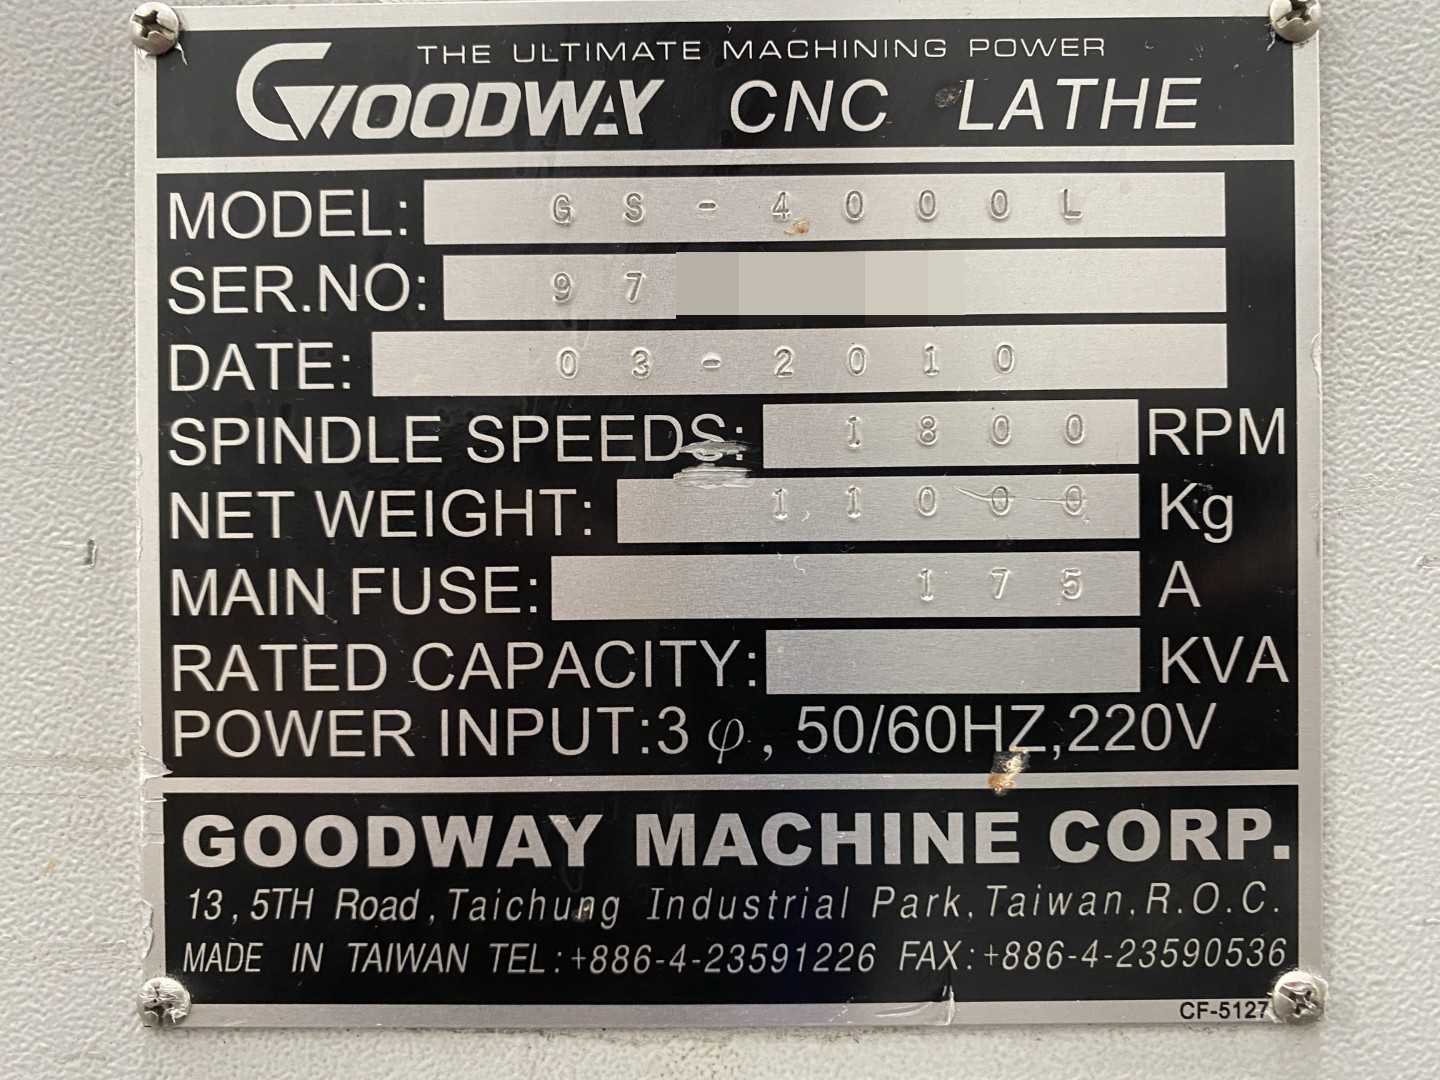 THE ULTIMATE MACHINING POWER
GOODWAY CNC LATHE
MODEL: GS-4000L
SER.NO: 97
DATE: 03-2010
SPINDLE SPEEDS: 1800 RPM
NET WEIGHT: 11000 Kg
MAIN FUSE: 175 A
RATED CAPACITY: KVA
POWER INPUT:3φ, 50/60HZ,220V
GOODWAY MACHINE CORP.
13,5TH Road,Taichung Industrial Park,Taiwan,R.O.C.
MADE IN TAIWAN TEL:+886-4-23591226 FAX:+886-4-23590536
CF-5127